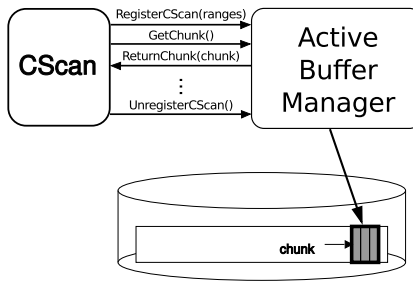 RegisterCScan(ranges)
GetChunk()
ReturnChunk(chunk)
UnregisterCScan()
CScan
Active
Buffer
Manager
chunk